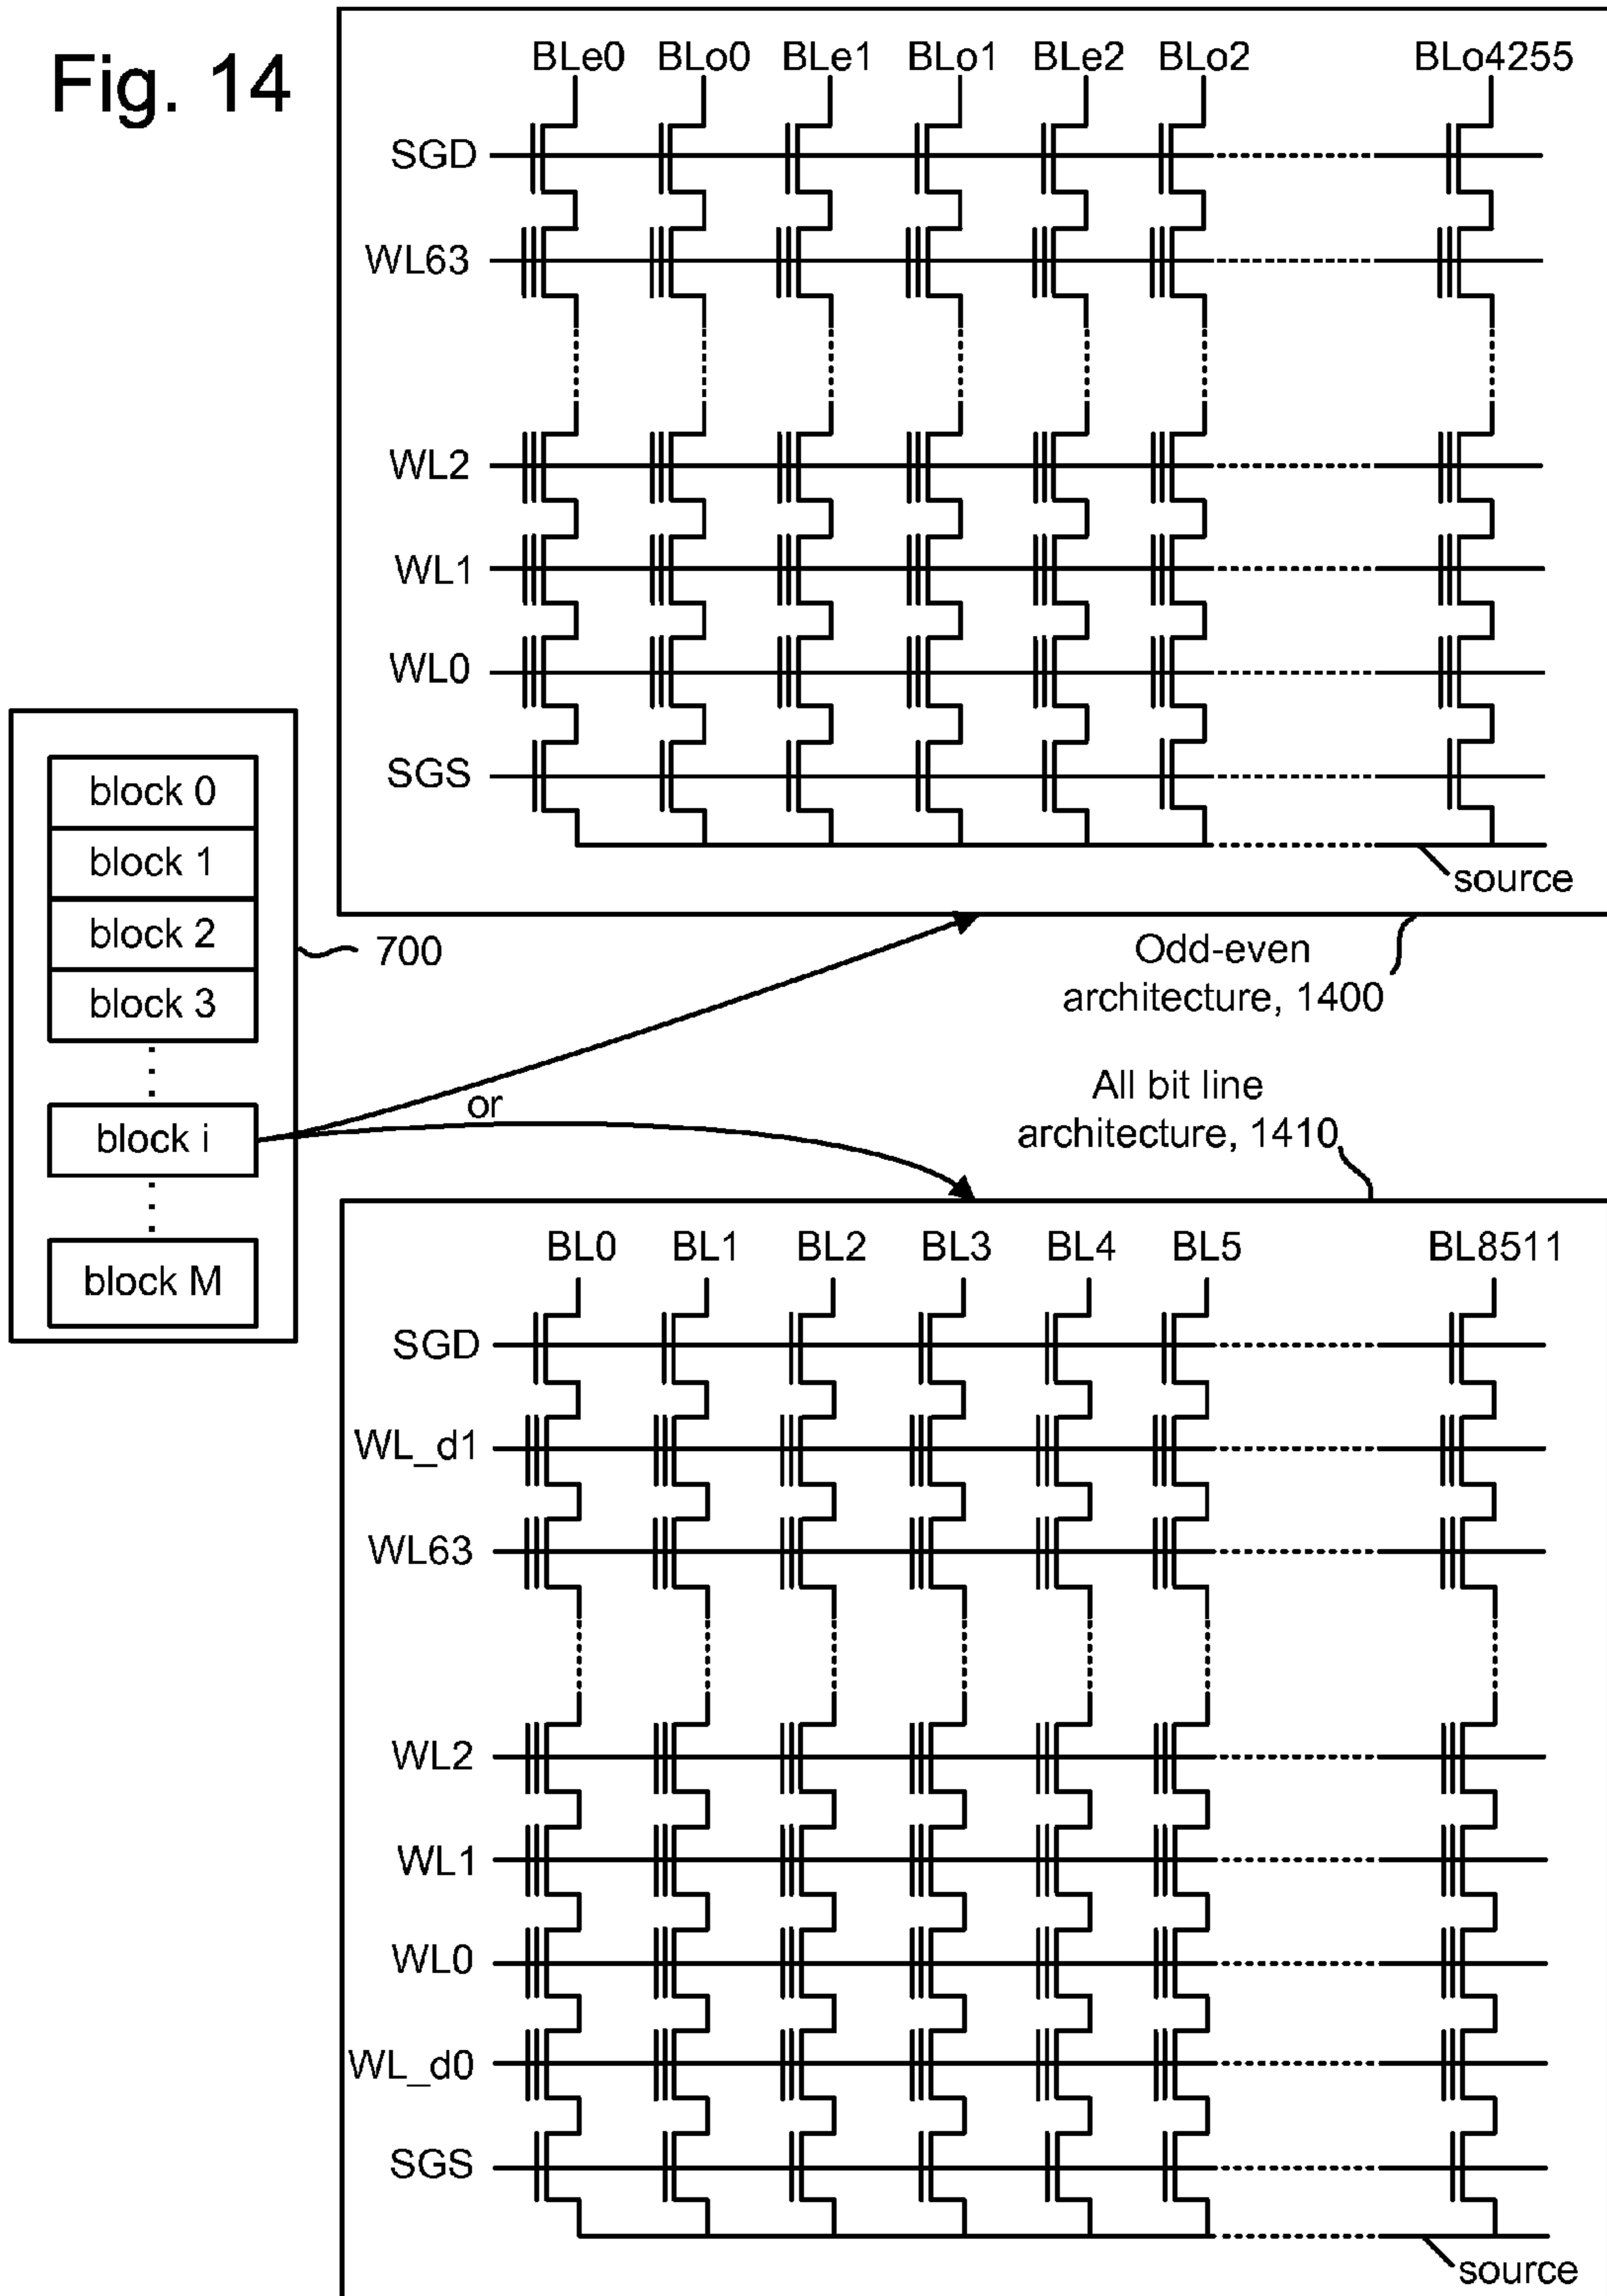 Fig. 14
BLe0 BLo0 BLe1 BLo1 BLe2 BLo2 BLo4255
SGD
WL63
WL2
WL1
WL0
SGS
source
block 0
block 1
block 2
block 3
block i
block M
700
or
Odd-even
architecture, 1400
All bit line
architecture, 1410
BL0 BL1 BL2 BL3 BL4 BL5 BL8511
SGD
WL_d1
WL63
WL2
WL1
WL0
WL_d0
SGS
source